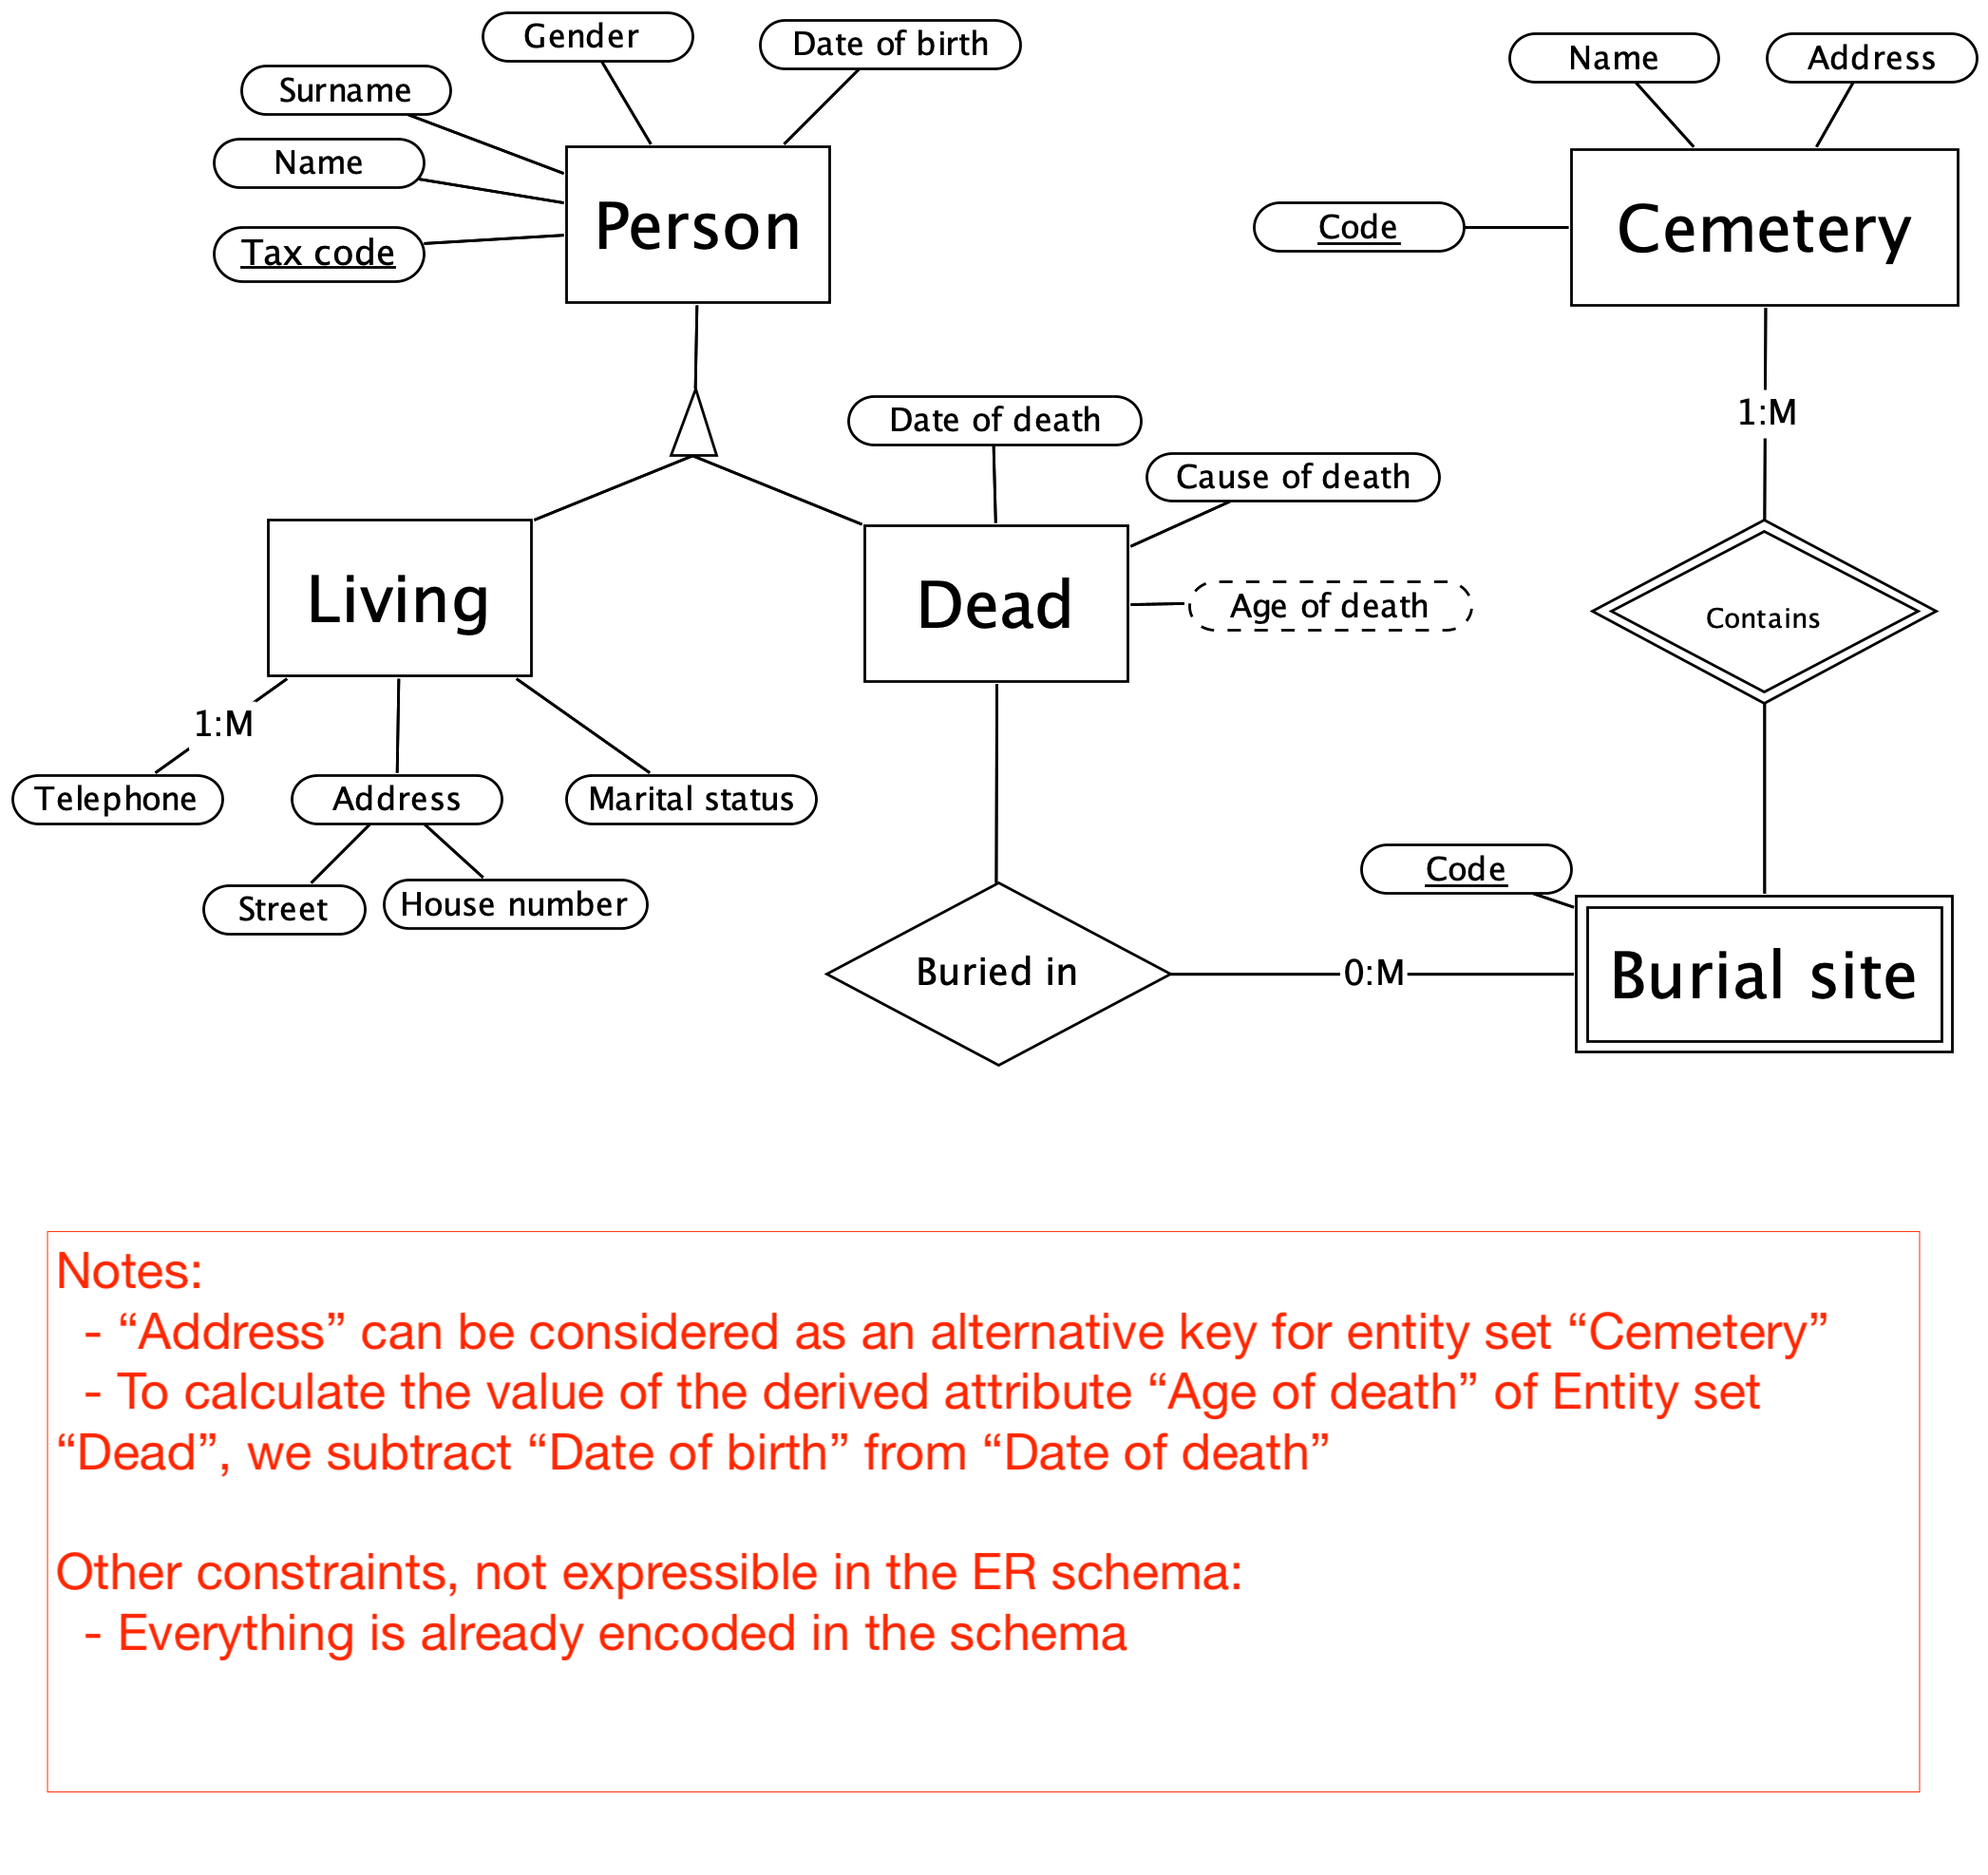 Gender
Date of birth
Surname
Name
Tax code
Person
Name
Address
Code
Cemetery
1:M
Date of death
Cause of death
Age of death
Living
Dead
Contains
1:M
Telephone
Address
Marital status
Street
House number
Buried in
0:M
Code
Burial site
Notes:
- “Address” can be considered as an alternative key for entity set “Cemetery”
- To calculate the value of the derived attribute “Age of death” of Entity set
“Dead”, we subtract “Date of birth” from “Date of death”
Other constraints, not expressible in the ER schema:
- Everything is already encoded in the schema